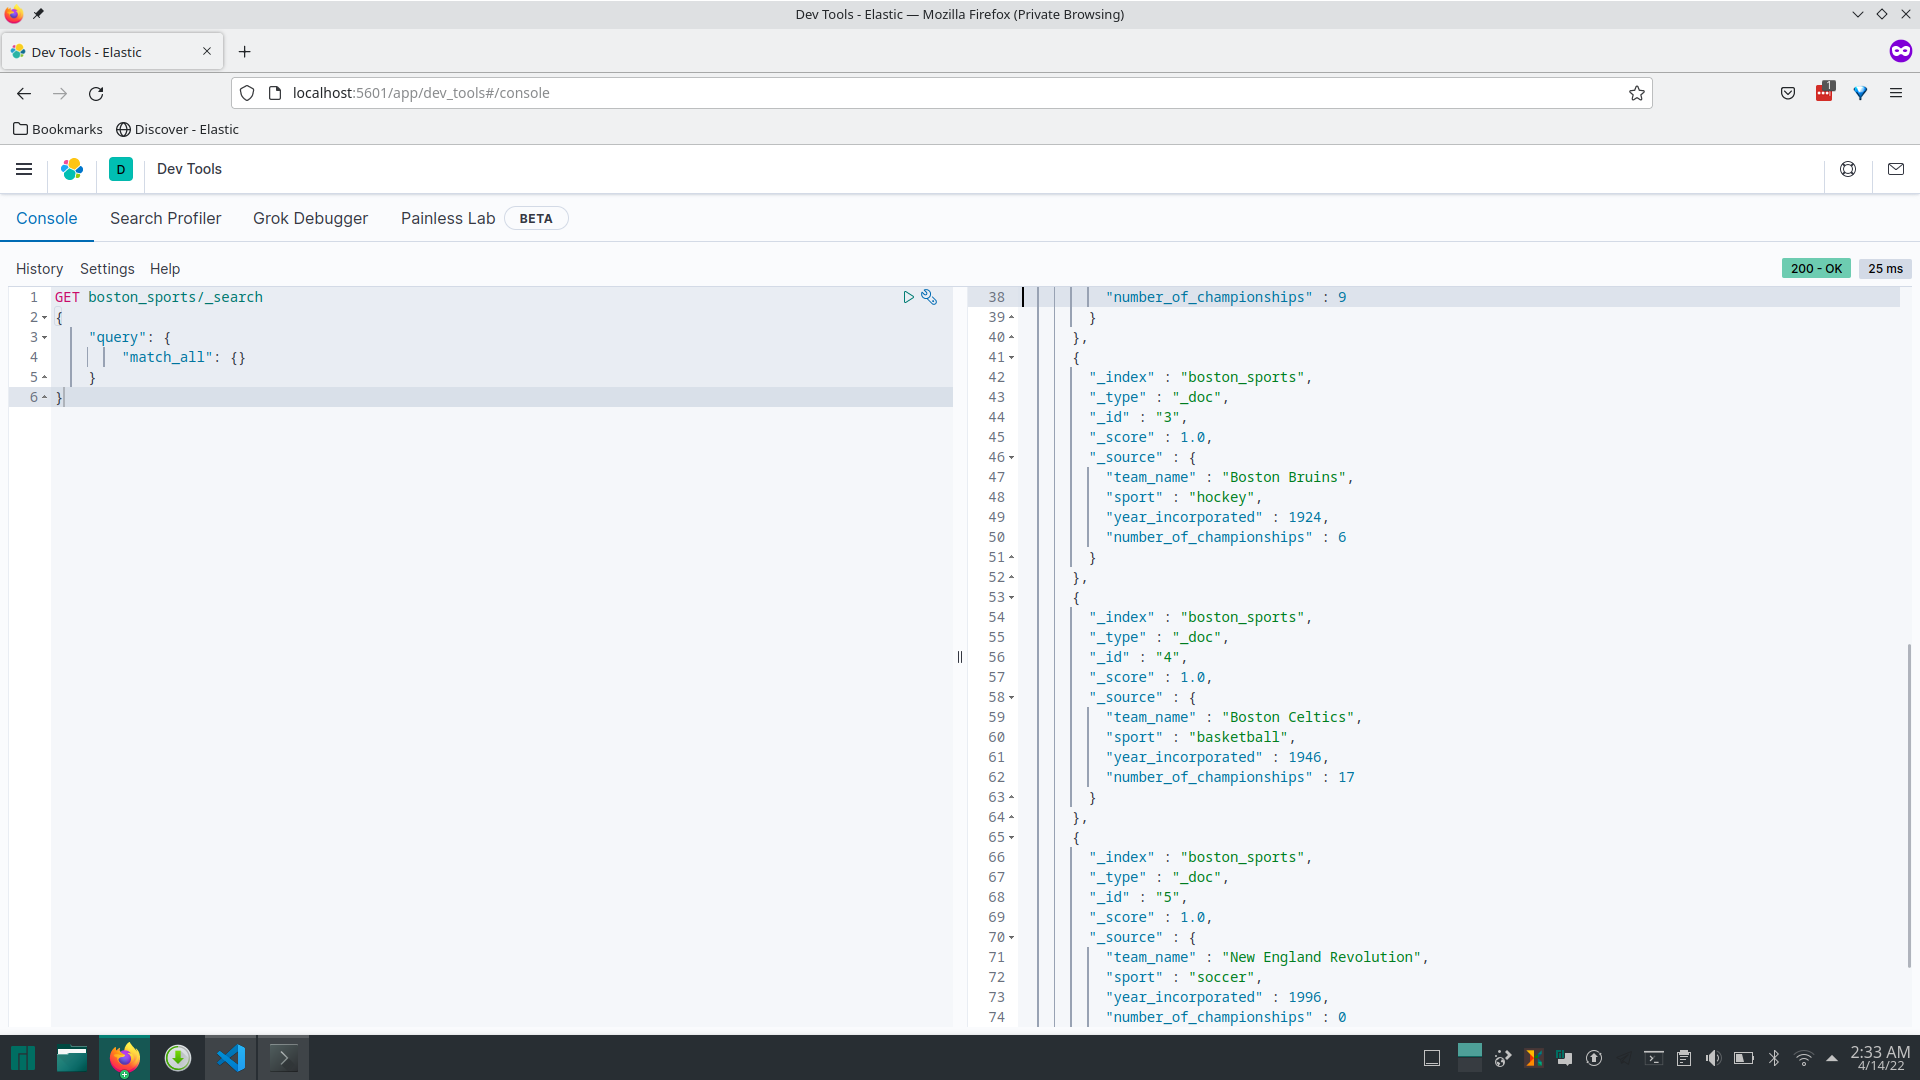 Dev Tools - Elastic — Mozilla Firefox (Private Browsing)
Dev Tools - Elastic
localhost:5601/app/dev_tools#/console
1
Bookmarks
Discover - Elastic
D
Dev Tools
Console
Search Profiler
Grok Debugger
Painless Lab
BETA
History
Settings
Help
200 - OK
25 ms
1 GET boston_sports/_search
2 {
3 "query": {
4 "match_all": {}
5 }
6 }
38 "number_of_championships" : 9
39 }
40 },
41 {
42 "_index" : "boston_sports",
43 "_type" : "_doc",
44 "_id" : "3",
45 "_score" : 1.0,
46 "_source" : {
47 "team_name" : "Boston Bruins",
48 "sport" : "hockey",
49 "year_incorporated" : 1924,
50 "number_of_championships" : 6
51 }
52 },
53 {
54 "_index" : "boston_sports",
55 "_type" : "_doc",
56 "_id" : "4",
57 "_score" : 1.0,
58 "_source" : {
59 "team_name" : "Boston Celtics",
60 "sport" : "basketball",
61 "year_incorporated" : 1946,
62 "number_of_championships" : 17
63 }
64 },
65 {
66 "_index" : "boston_sports",
67 "_type" : "_doc",
68 "_id" : "5",
69 "_score" : 1.0,
70 "_source" : {
71 "team_name" : "New England Revolution",
72 "sport" : "soccer",
73 "year_incorporated" : 1996,
74 "number_of_championships" : 0
2:33 AM
4/14/22